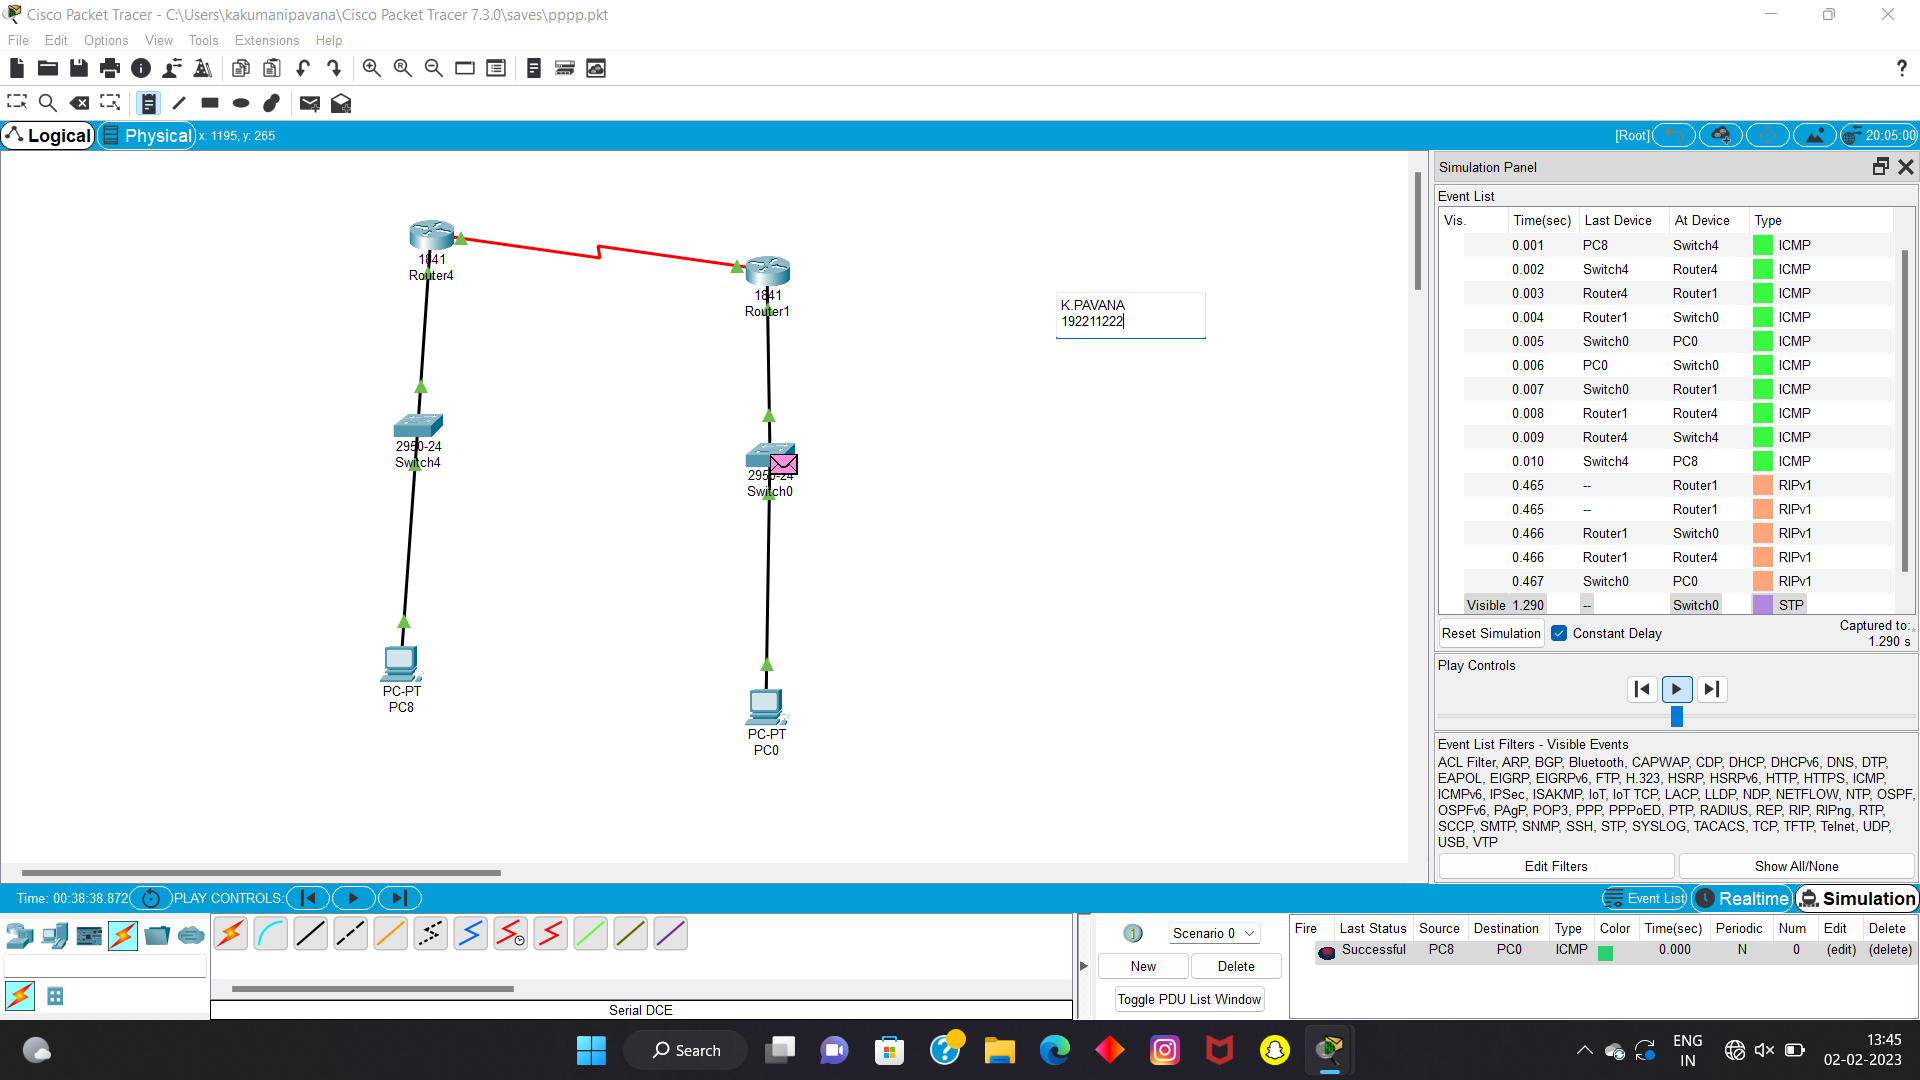 Cisco Packet Tracer - C:\Users\kakumanipavana\Cisco Packet Tracer 7.3.0\saves\pppp.pkt
File Edit Options View Tools Extensions Help
Logical Physical x: 1195, y: 265 [Root] 20:05:00
1841
Router4
1841
Router1
K.PAVANA
192211222
2950-24
Switch4
2950-24
Switch0
PC-PT
PC8
PC-PT
PC0
Simulation Panel
Event List
Vis. Time(sec) Last Device At Device Type
0.001 PC8 Switch4 ICMP
0.002 Switch4 Router4 ICMP
0.003 Router4 Router1 ICMP
0.004 Router1 Switch0 ICMP
0.005 Switch0 PC0 ICMP
0.006 PC0 Switch0 ICMP
0.007 Switch0 Router1 ICMP
0.008 Router1 Router4 ICMP
0.009 Router4 Switch4 ICMP
0.010 Switch4 PC8 ICMP
0.465 -- Router1 RIPv1
0.465 -- Router1 RIPv1
0.466 Router1 Switch0 RIPv1
0.466 Router1 Router4 RIPv1
0.467 Switch0 PC0 RIPv1
Visible 1.290 -- Switch0 STP
Reset Simulation Constant Delay Captured to:
1.290 s
Play Controls
Event List Filters - Visible Events
ACL Filter, ARP, BGP, Bluetooth, CAPWAP, CDP, DHCP, DHCPv6, DNS, DTP,
EAPOL, EIGRP, EIGRPv6, FTP, H.323, HSRP, HSRPv6, HTTP, HTTPS, ICMP,
ICMPv6, IPSec, ISAKMP, IoT, IoT TCP, LACP, LLDP, NDP, NETFLOW, NTP, OSPF,
OSPFv6, PAgP, POP3, PPP, PPPoED, PTP, RADIUS, REP, RIP, RIPng, RTP,
SCCP, SMTP, SNMP, SSH, STP, SYSLOG, TACACS, TCP, TFTP, Telnet, UDP,
USB, VTP
Edit Filters Show All/None
Time: 00:38:38.872 PLAY CONTROLS: Event List Realtime Simulation
Serial DCE
Scenario 0
New Delete
Toggle PDU List Window
Fire Last Status Source Destination Type Color Time(sec) Periodic Num Edit Delete
Successful PC8 PC0 ICMP 0.000 N 0 (edit) (delete)
Search
ENG
IN
13:45
02-02-2023